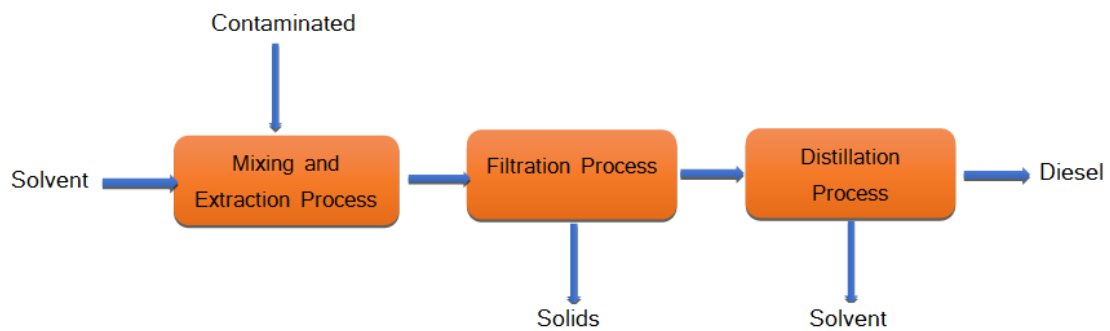 Contaminated
Solvent
Mixing and
Extraction Process
Filtration Process
Distillation
Process
Diesel
Solids
Solvent